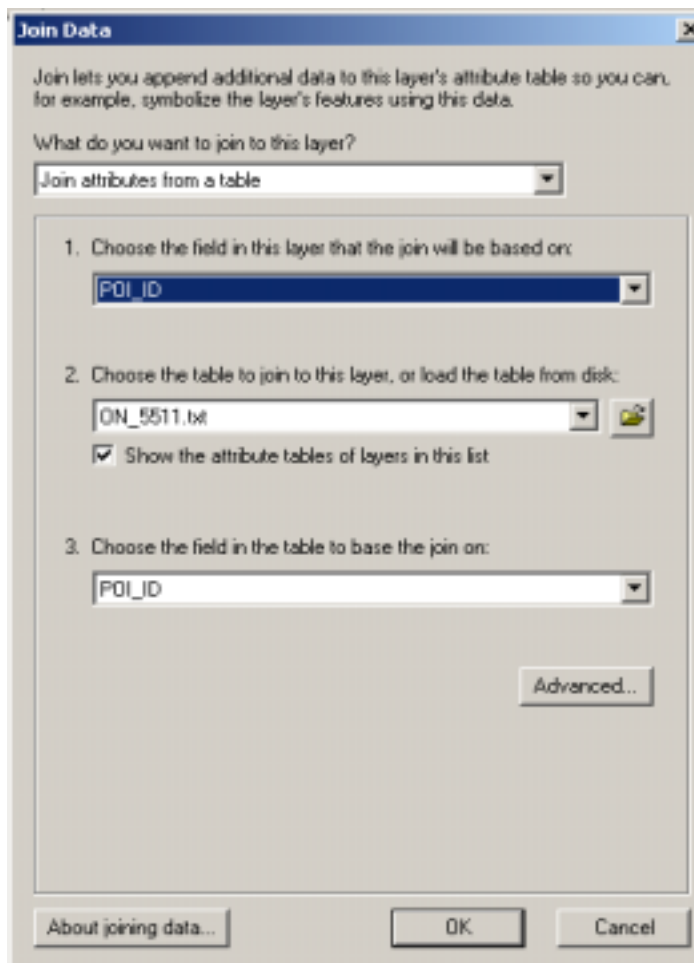 Join Data
Join lets you append additional data to this layer's attribute table so you can,
for example, symbolize the layer's features using this data.
What do you want to join to this layer?
Join attributes from a table
1. Choose the field in this layer that the join will be based on:
POI_ID
2. Choose the table to join to this layer, or load the table from disk:
ON_5511.txt
Show the attribute tables of layers in this list
3. Choose the field in the table to base the join on:
POI_ID
Advanced...
About joining data...
OK
Cancel